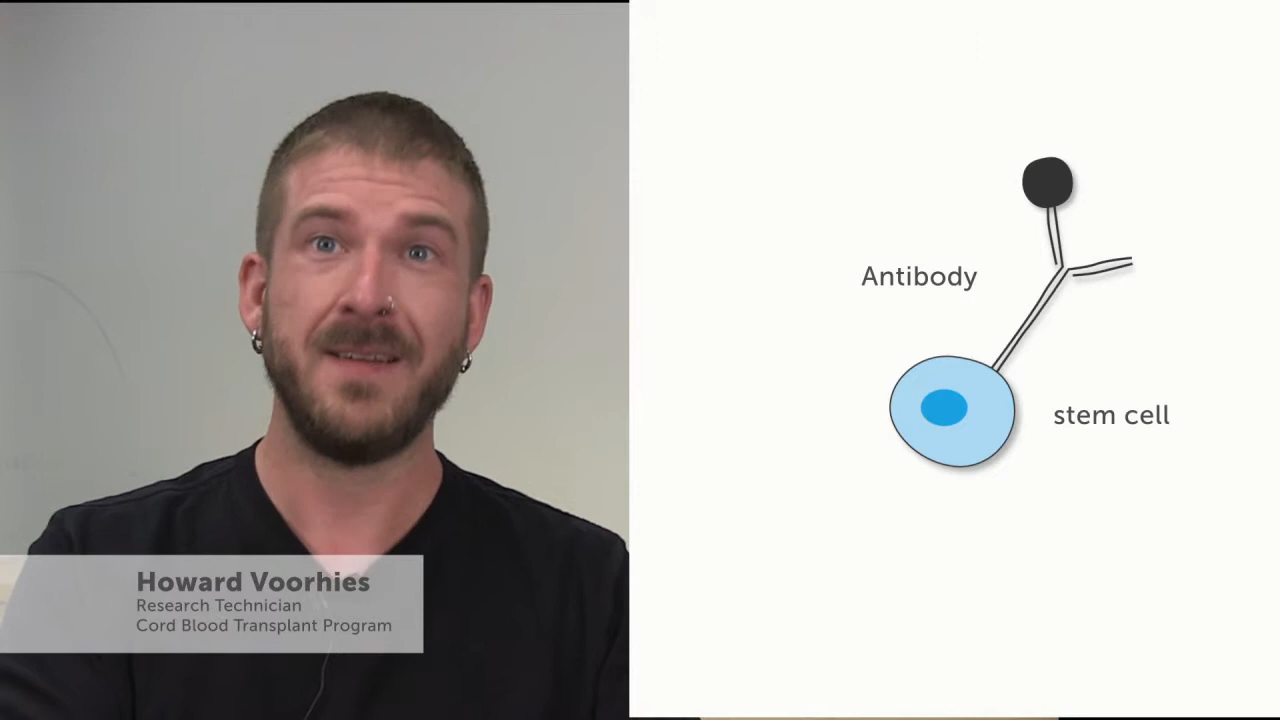 Howard Voorhies
Research Technician
Cord Blood Transplant Program
Antibody
stem cell